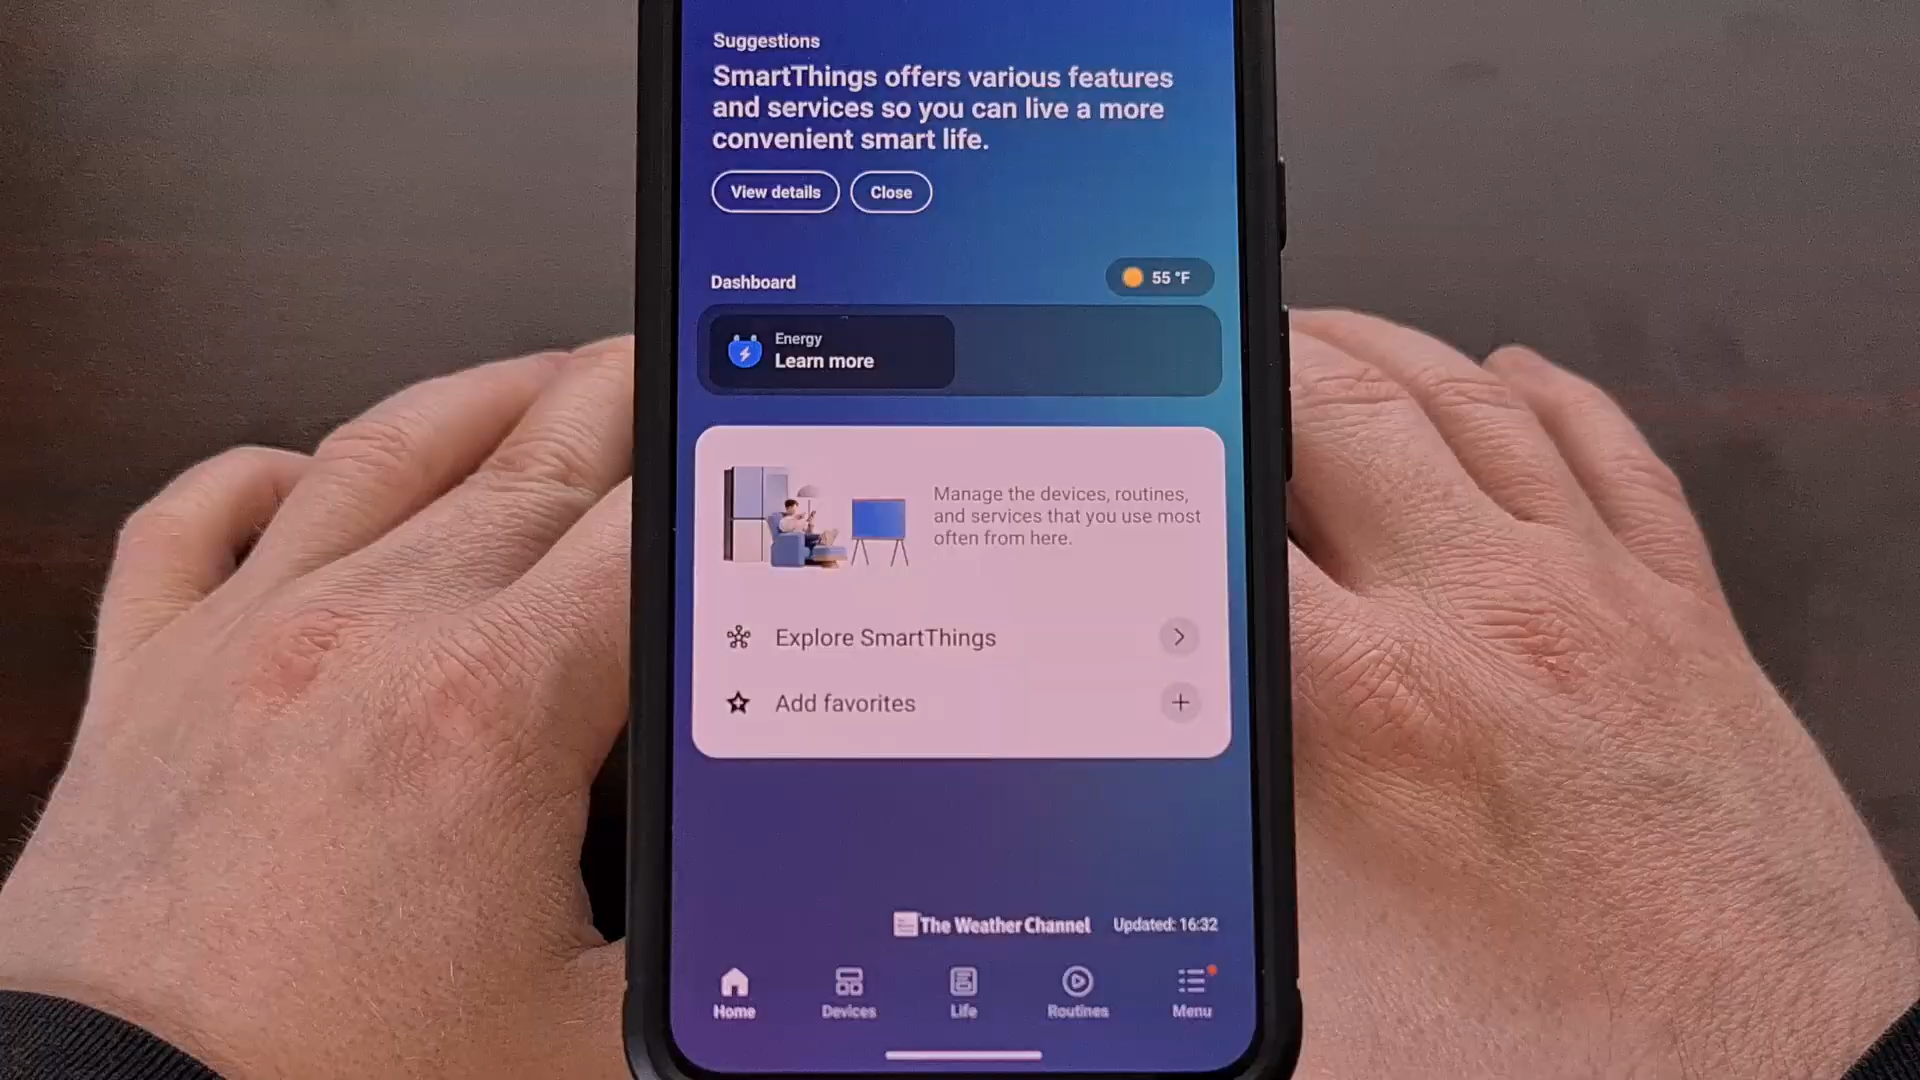 Suggestions
SmartThings offers various features
and services so you can live a more
convenient smart life.
View details
Close
Dashboard
55 °F
Energy
Learn more
Manage the devices, routines,
and services that you use most
often from here.
Explore SmartThings
Add favorites
The Weather Channel
Updated: 16:32
Home
Devices
Life
Routines
Menu